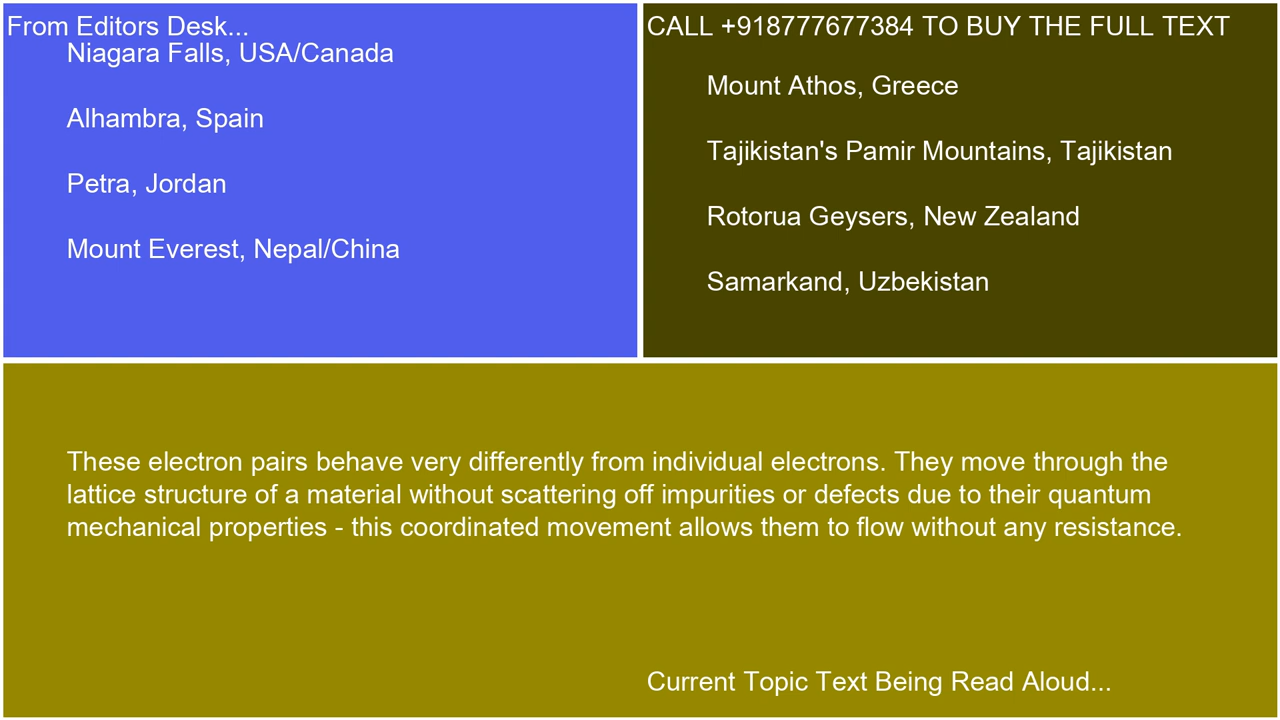 From Editors Desk...
Niagara Falls, USA/Canada
Alhambra, Spain
Petra, Jordan
Mount Everest, Nepal/China
CALL +918777677384 TO BUY THE FULL TEXT
Mount Athos, Greece
Tajikistan's Pamir Mountains, Tajikistan
Rotorua Geysers, New Zealand
Samarkand, Uzbekistan
These electron pairs behave very differently from individual electrons. They move through the
lattice structure of a material without scattering off impurities or defects due to their quantum
mechanical properties - this coordinated movement allows them to flow without any resistance.
Current Topic Text Being Read Aloud...